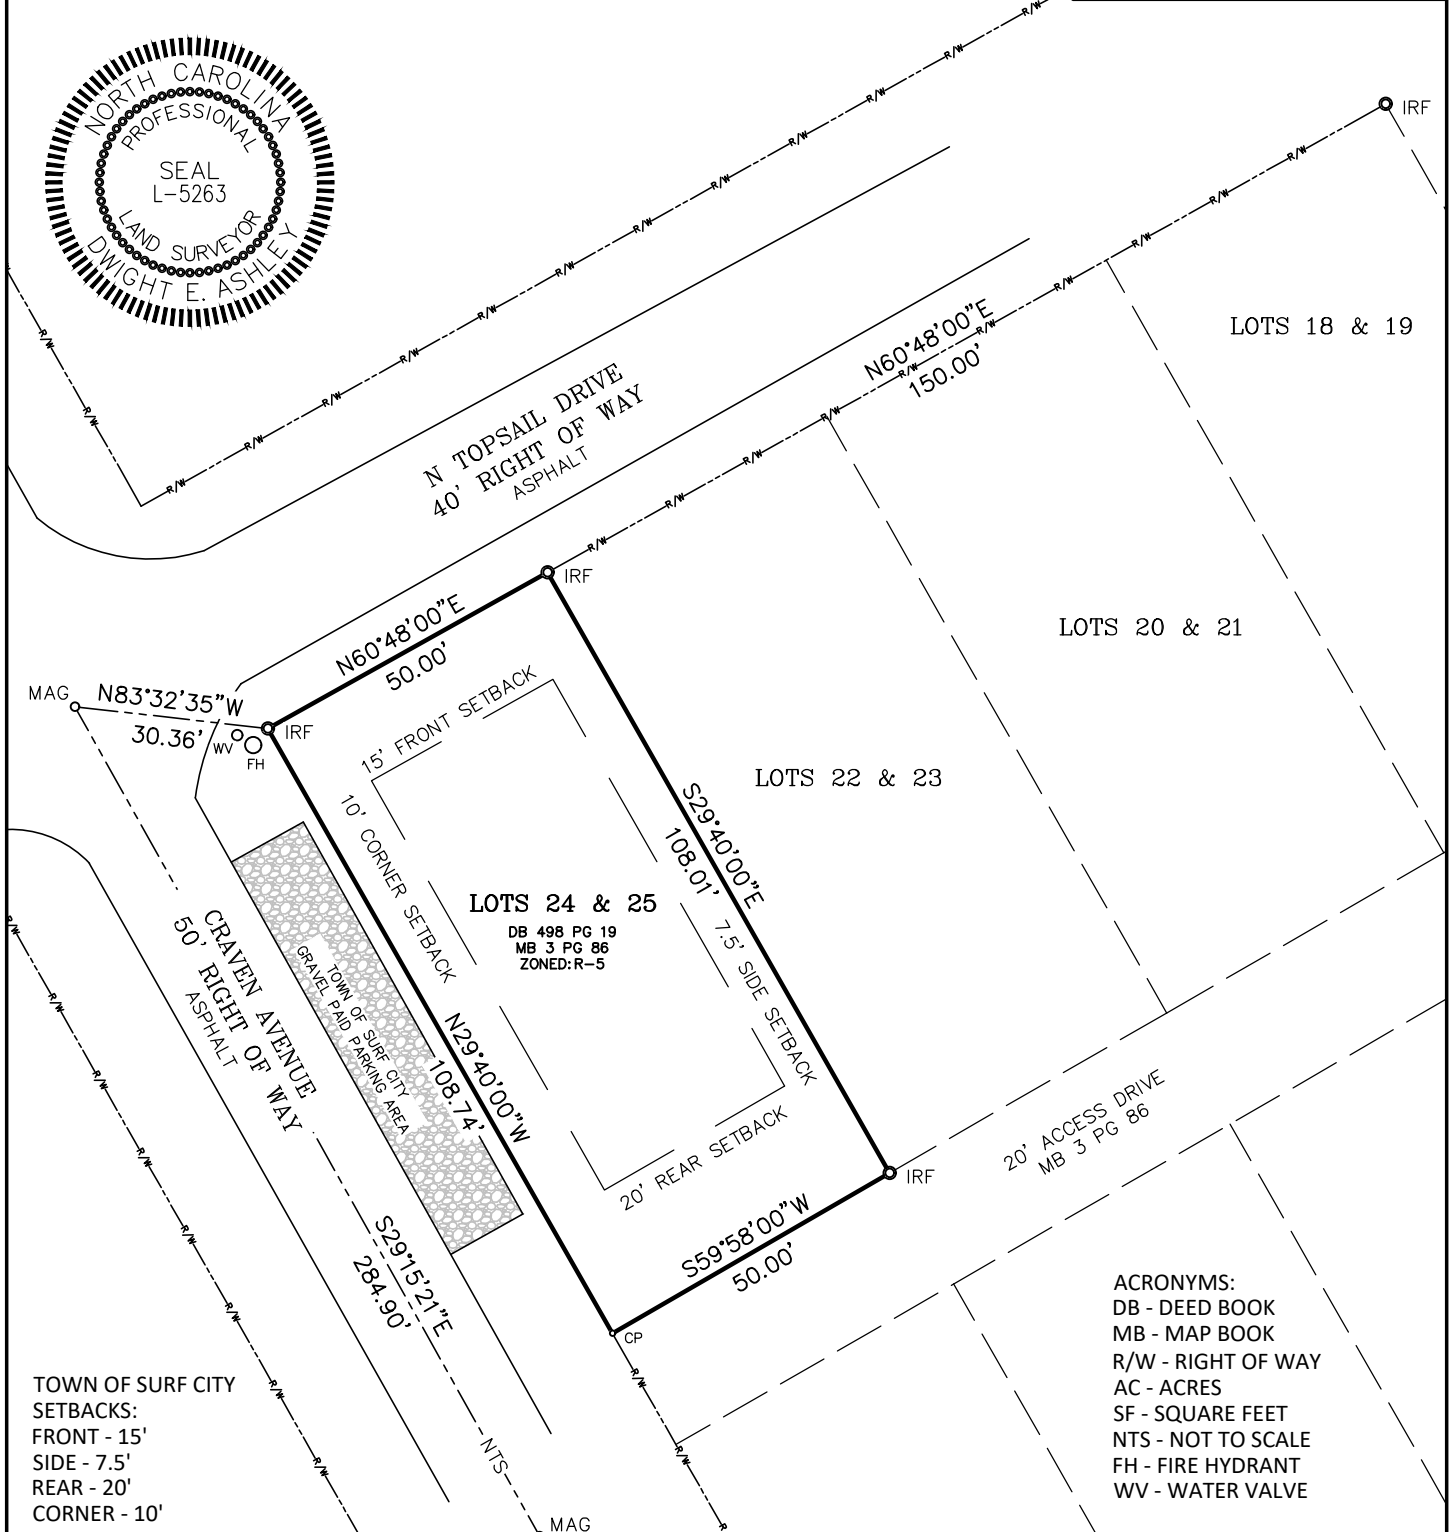 NORTH CAROLINA
PROFESSIONAL
SEAL
L-5263
LAND SURVEYOR
DWIGHT E. ASHLEY
R/W
R/W
R/W
R/W
R/W
R/W
R/W
R/W
R/W
R/W
R/W
R/W
R/W
R/W
IRF
R/W
R/W
R/W
R/W
R/W
R/W
R/W
R/W
R/W
R/W
N60°48'00"E
150.00'
LOTS 18 & 19
N TOPSAIL DRIVE
40' RIGHT OF WAY
ASPHALT
IRF
N60°48'00"E
50.00'
LOTS 20 & 21
MAG
N83°32'35"W
30.36'
IRF
WV
FH
15' FRONT SETBACK
10' CORNER SETBACK
LOTS 22 & 23
S29°40'00"E
108.01'
7.5' SIDE SETBACK
LOTS 24 & 25
DB 498 PG 19
MB 3 PG 86
ZONED:R-5
CRAVEN AVENUE
50' RIGHT OF WAY
ASPHALT
TOWN OF SURF CITY
GRAVEL PAID PARKING AREA
N29°40'00"W
108.74'
20' REAR SETBACK
20' ACCESS DRIVE
MB 3 PG 86
IRF
S59°58'00"W
50.00'
CP
R/W
R/W
R
S29°15'21"E
284.90'
NTS
MAG
R/W
R/W
R/W
R/W
R/W
R/W
R/W
R/W
TOWN OF SURF CITY
SETBACKS:
FRONT - 15'
SIDE - 7.5'
REAR - 20'
CORNER - 10'
ACRONYMS:
DB - DEED BOOK
MB - MAP BOOK
R/W - RIGHT OF WAY
AC - ACRES
SF - SQUARE FEET
NTS - NOT TO SCALE
FH - FIRE HYDRANT
WV - WATER VALVE